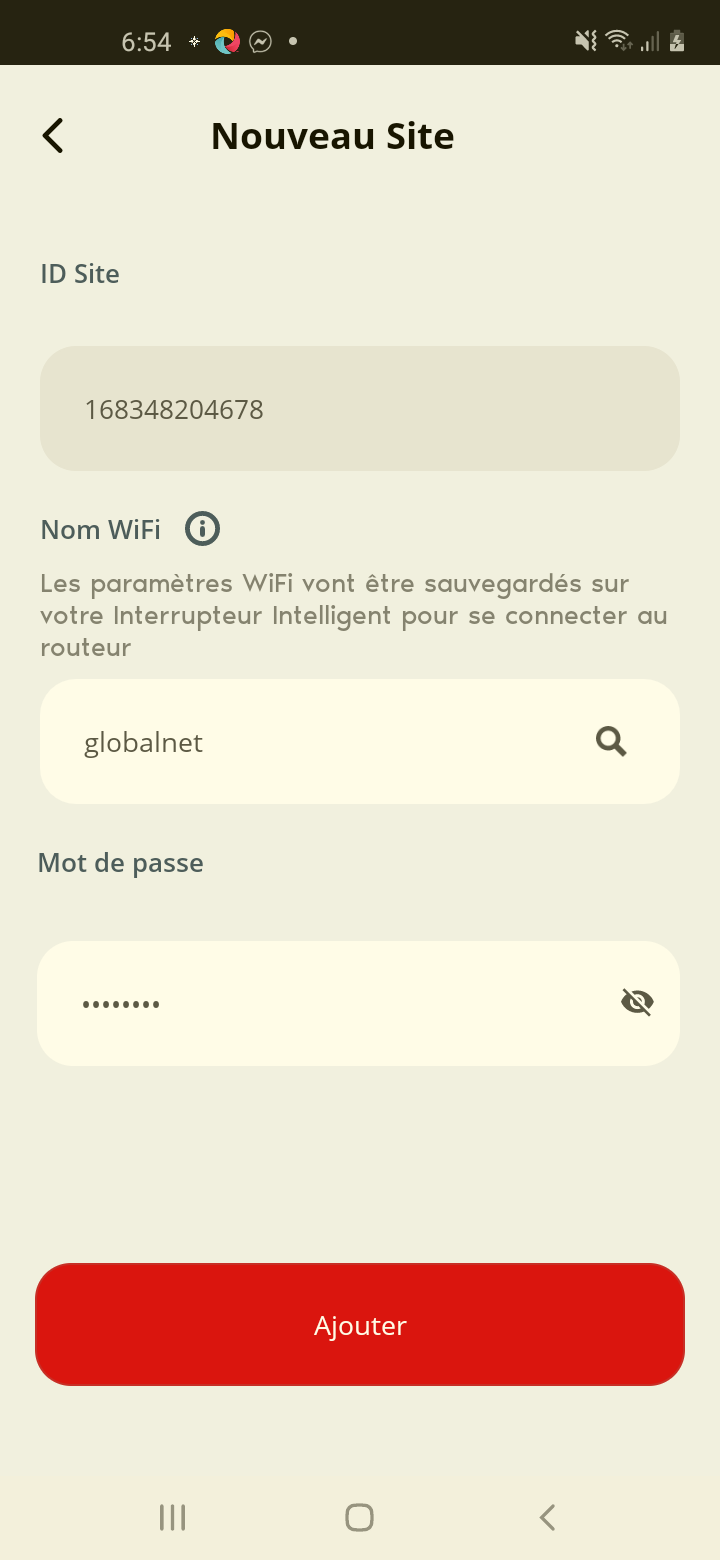 6:54
Nouveau Site
ID Site
168348204678
Nom WiFi
Les paramètres WiFi vont être sauvegardés sur
votre Interrupteur Intelligent pour se connecter au
routeur
globalnet
Mot de passe
••••••••
Ajouter